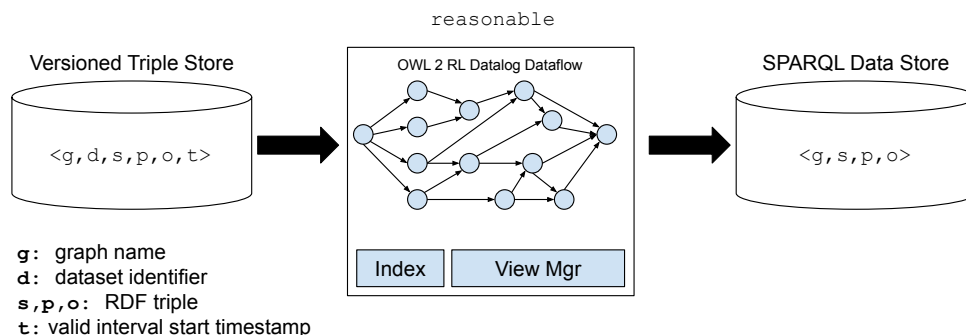 reasonable
Versioned Triple Store
OWL 2 RL Datalog Dataflow
SPARQL Data Store
<g,d,s,p,o,t>
<g,s,p,o>
Index
View Mgr
g: graph name
d: dataset identifier
s,p,o: RDF triple
t: valid interval start timestamp